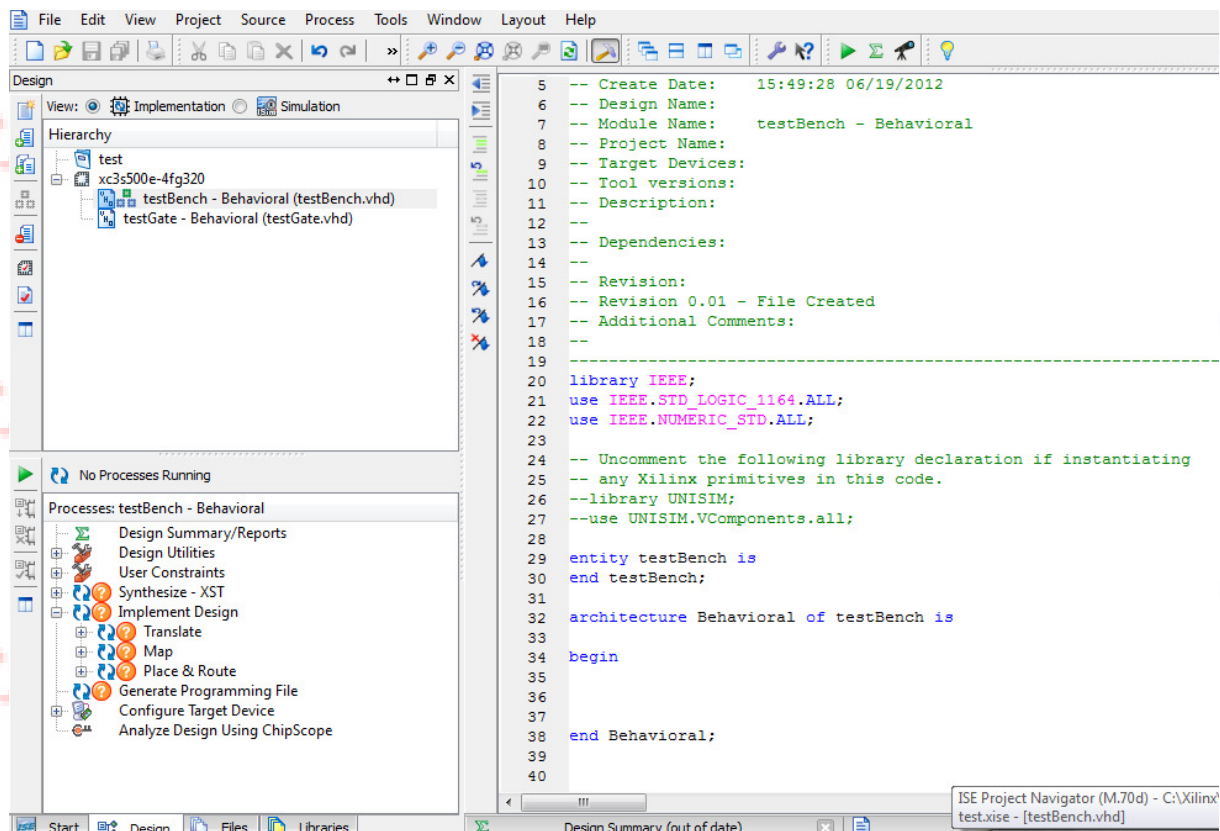 File Edit View Project Source Process Tools Window Layout Help
Design
View: Implementation Simulation
Hierarchy
test
xc3s500e-4fg320
testBench - Behavioral (testBench.vhd)
testGate - Behavioral (testGate.vhd)
No Processes Running
Processes: testBench - Behavioral
Design Summary/Reports
Design Utilities
User Constraints
Synthesize - XST
Implement Design
Translate
Map
Place & Route
Generate Programming File
Configure Target Device
Analyze Design Using ChipScope
Start Design Files Libraries
5 -- Create Date: 15:49:28 06/19/2012
6 -- Design Name:
7 -- Module Name: testBench - Behavioral
8 -- Project Name:
9 -- Target Devices:
10 -- Tool versions:
11 -- Description:
12 --
13 -- Dependencies:
14 --
15 -- Revision:
16 -- Revision 0.01 - File Created
17 -- Additional Comments:
18 --
19 ----------------------------------------------------------------------------------
20 library IEEE;
21 use IEEE.STD_LOGIC_1164.ALL;
22 use IEEE.NUMERIC_STD.ALL;
23
24 -- Uncomment the following library declaration if instantiating
25 -- any Xilinx primitives in this code.
26 --library UNISIM;
27 --use UNISIM.VComponents.all;
28
29 entity testBench is
30 end testBench;
31
32 architecture Behavioral of testBench is
33
34 begin
35
36
37
38 end Behavioral;
39
40
Design Summary (out of date)
ISE Project Navigator (M.70d) - C:\Xilinx\
test.xise - [testBench.vhd]